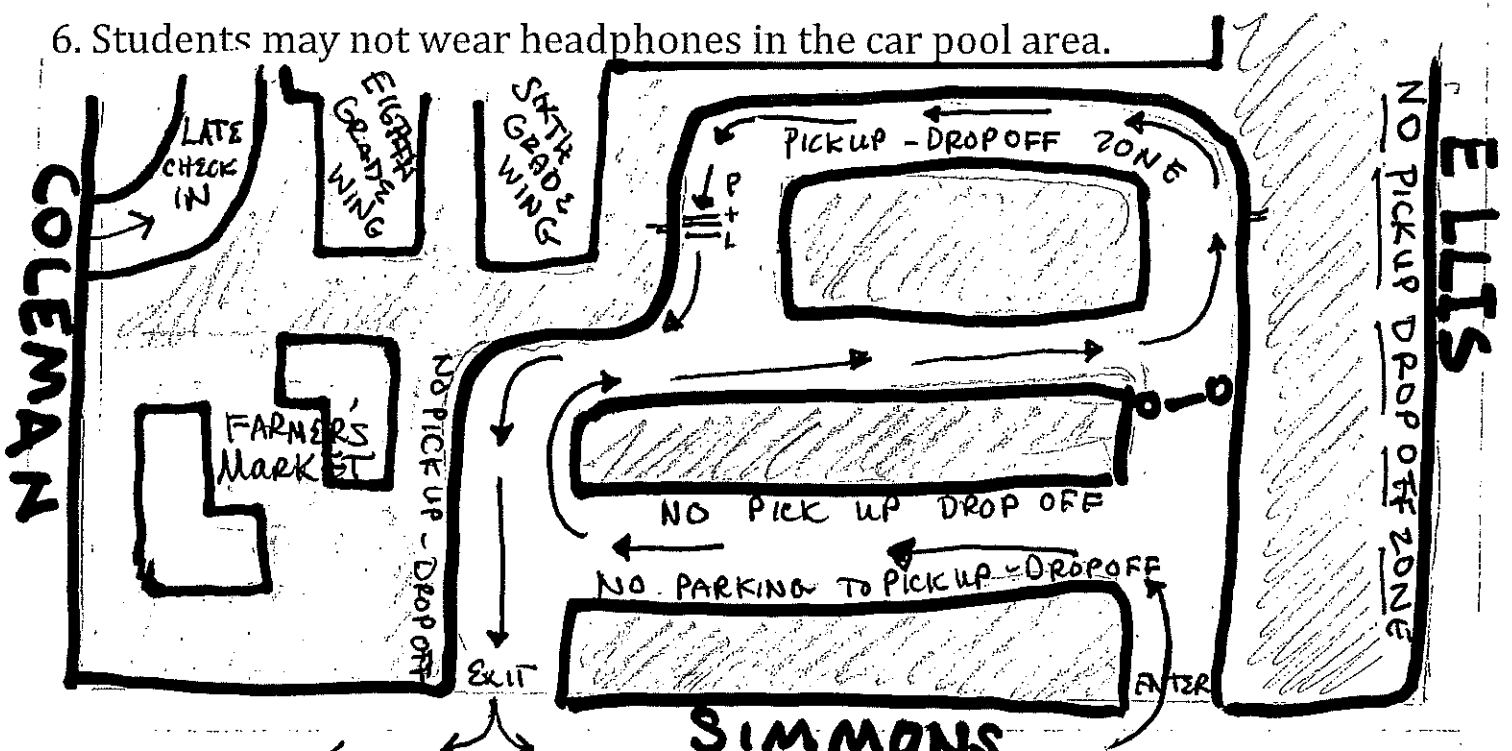 6. Students may not wear headphones in the car pool area.
LATE
CHECK
IN
EIGHTH
GRADE
WING
SIXTH
GRADE
WING
PICKUP - DROP OFF ZONE
P
+
L
COLEMAN
ELLIS
NO PICKUP DROP OFF ZONE
FARMER'S
MARKET
NO PICK UP - DROP OFF
NO PICK UP DROP OFF
NO PARKING TO PICKUP - DROPOFF
EXIT
ENTER
SIMMONS